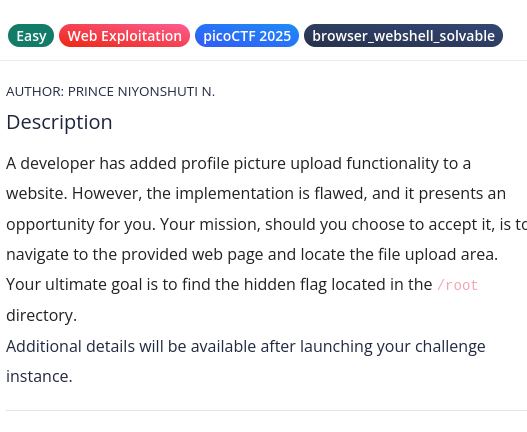 Easy Web Exploitation picoCTF 2025 browser_webshell_solvable
AUTHOR: PRINCE NIYONSHUTI N.
Description
A developer has added profile picture upload functionality to a
website. However, the implementation is flawed, and it presents an
opportunity for you. Your mission, should you choose to accept it, is to
navigate to the provided web page and locate the file upload area.
Your ultimate goal is to find the hidden flag located in the /root
directory.
Additional details will be available after launching your challenge
instance.